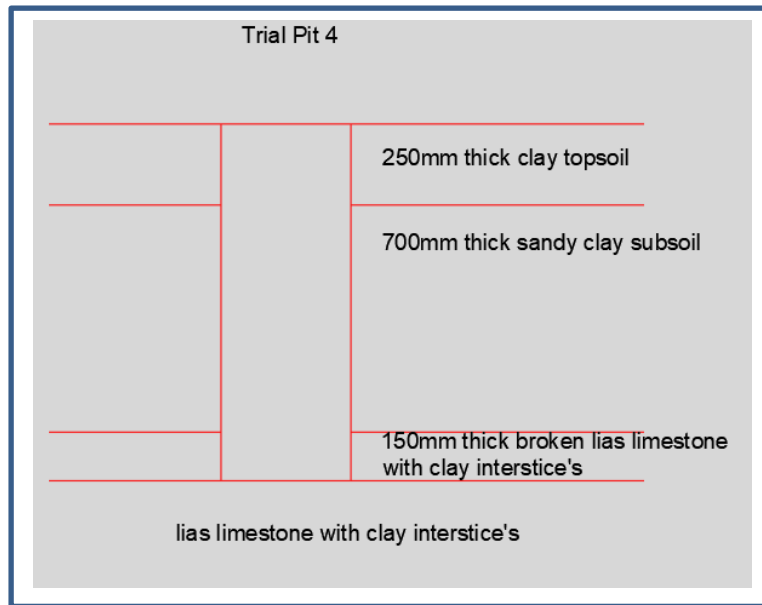 Trial Pit 4
250mm thick clay topsoil
700mm thick sandy clay subsoil
150mm thick broken lias limestone
with clay interstice's
lias limestone with clay interstice's